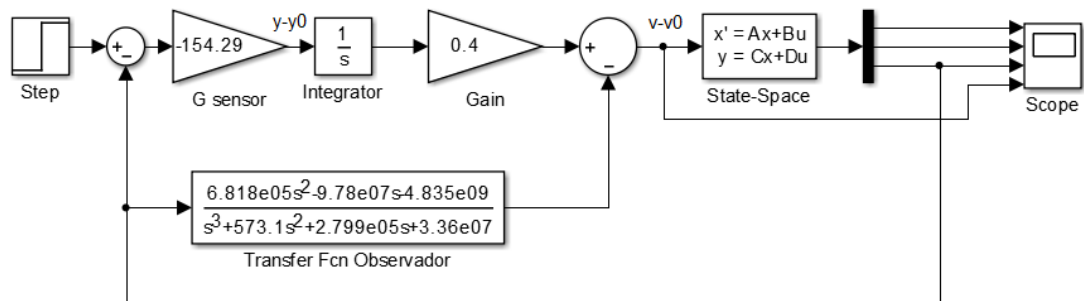 y-y0
v-v0
+
−
-154.29
1
s
0.4
+
−
x' = Ax+Bu
y = Cx+Du
Step
G sensor
Integrator
Gain
State-Space
Scope
6.818e05s²-9.78e07s-4.835e09
s³+573.1s²+2.799e05s+3.36e07
Transfer Fcn Observador